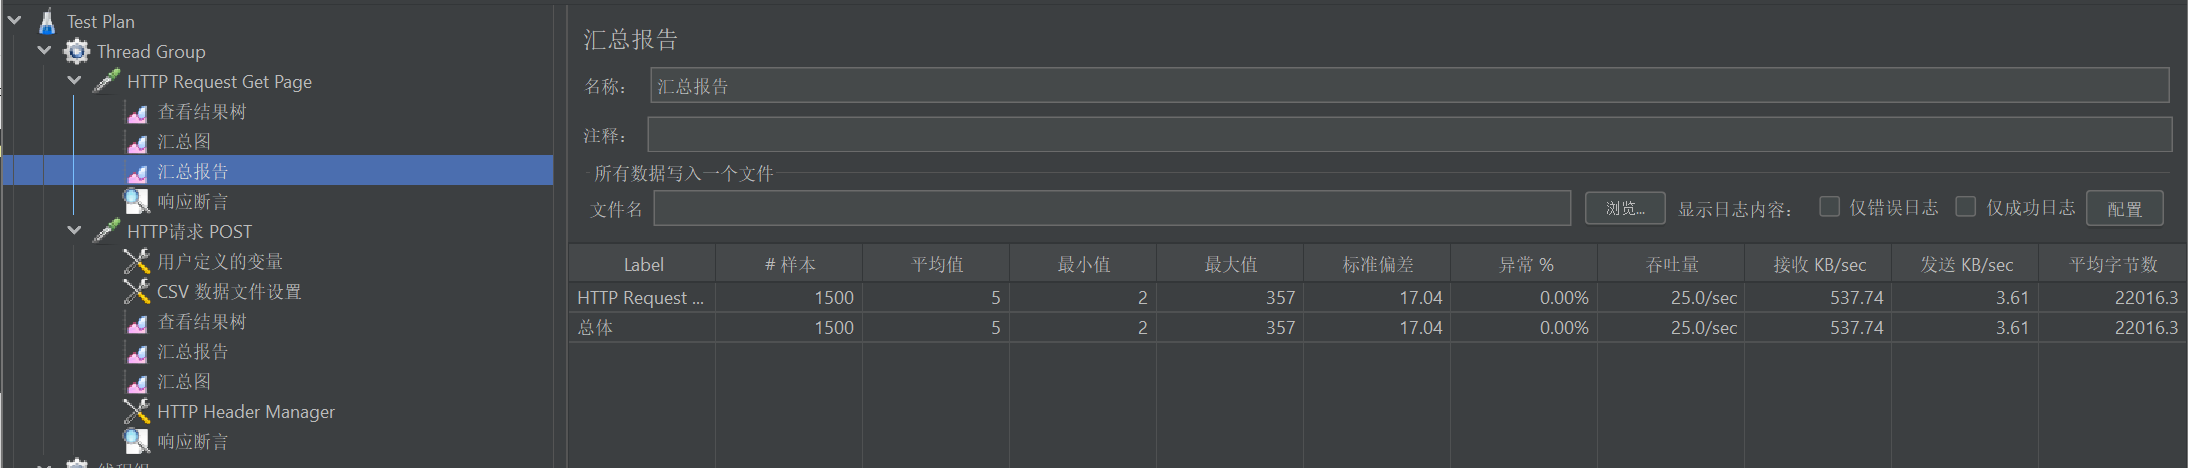 Test Plan
Thread Group
HTTP Request Get Page
查看结果树
汇总图
汇总报告
响应断言
HTTP请求 POST
用户定义的变量
CSV 数据文件设置
查看结果树
汇总报告
汇总图
HTTP Header Manager
响应断言
汇总报告
名称： 汇总报告
注释：
所有数据写入一个文件
文件名 浏览... 显示日志内容： 仅错误日志 仅成功日志 配置
Label # 样本 平均值 最小值 最大值 标准偏差 异常 % 吞吐量 接收 KB/sec 发送 KB/sec 平均字节数
HTTP Request ... 1500 5 2 357 17.04 0.00% 25.0/sec 537.74 3.61 22016.3
总体 1500 5 2 357 17.04 0.00% 25.0/sec 537.74 3.61 22016.3